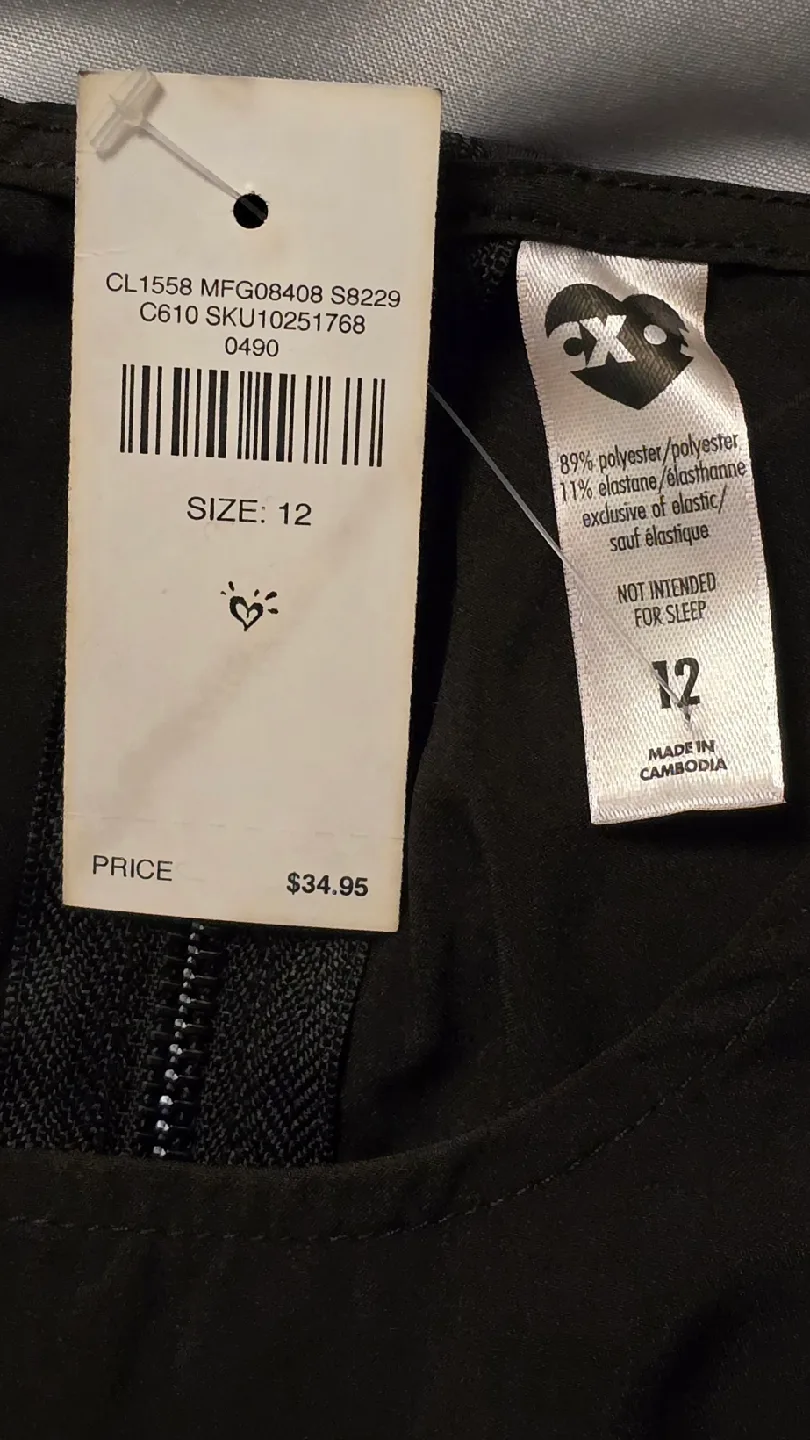 CL1558 MFG08408 S8229
C610 SKU10251768
0490
SIZE: 12
PRICE $34.95
89% polyester/polyester
11% elastane/élasthanne
exclusive of elastic/
sauf élastique
NOT INTENDED
FOR SLEEP
12
MADE IN
CAMBODIA